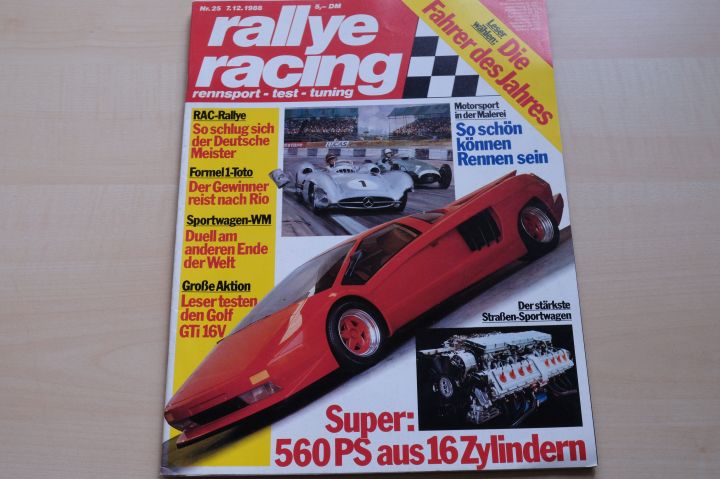 Nr. 25 7.12.1988 5,– DM
rallye
racing
rennsport - test - tuning
Leser
wählen:
Die
Fahrer des Jahres
RAC-Rallye
So schlug sich
der Deutsche
Meister
Formel 1-Toto
Der Gewinner
reist nach Rio
Sportwagen-WM
Duell am
anderen Ende
der Welt
Große Aktion
Leser testen
den Golf
GTi 16V
LUCAS
1
Motorsport
in der Malerei
So schön
können
Rennen sein
Der stärkste
Straßen-Sportwagen
Super:
560 PS aus 16 Zylindern